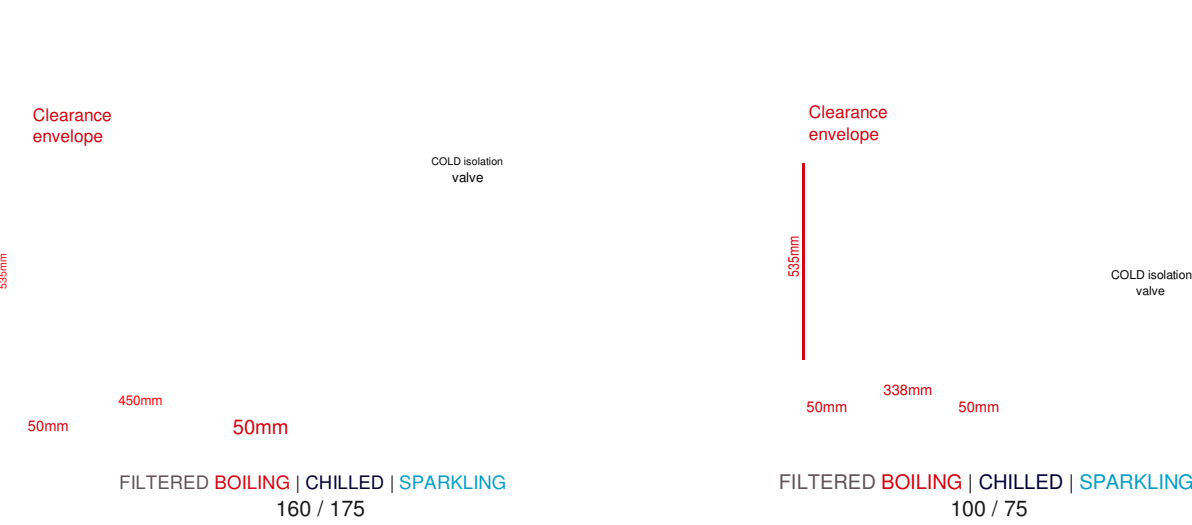 Clearance
envelope
COLD isolation
valve
535mm
450mm
50mm
50mm
FILTERED BOILING | CHILLED | SPARKLING
160 / 175
Clearance
envelope
535mm
COLD isolation
valve
338mm
50mm
50mm
FILTERED BOILING | CHILLED | SPARKLING
100 / 75